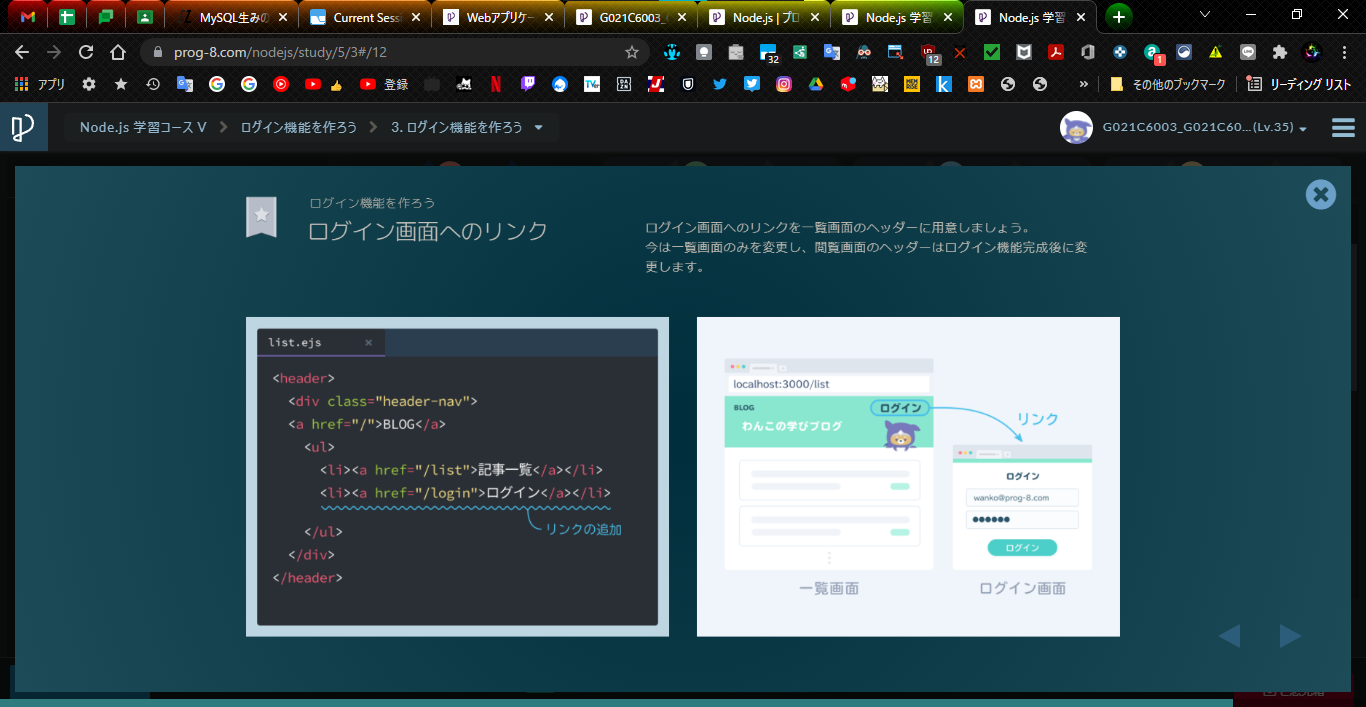 MySQL生みの
Current Sess
Webアプリケー
G021C6003_
Node.js | プロ
Node.js 学習
Node.js 学習
prog-8.com/nodejs/study/5/3#/12
32
12
1
アプリ
登録
その他のブックマーク
リーディング リスト
Node.js 学習コース V
ログイン機能を作ろう
3. ログイン機能を作ろう
G021C6003_G021C60...(Lv.35)
ログイン機能を作ろう
ログイン画面へのリンク
ログイン画面へのリンクを一覧画面のヘッダーに用意しましょう。
今は一覧画面のみを変更し、閲覧画面のヘッダーはログイン機能完成後に変
更します。
list.ejs
<header>
<div class="header-nav">
<a href="/">BLOG</a>
<ul>
<li><a href="/list">記事一覧</a></li>
<li><a href="/login">ログイン</a></li>
リンクの追加
</ul>
</div>
</header>
localhost:3000/list
BLOG
ログイン
わんこの学びブログ
リンク
ログイン
wanko@prog-8.com
ログイン
一覧画面
ログイン画面